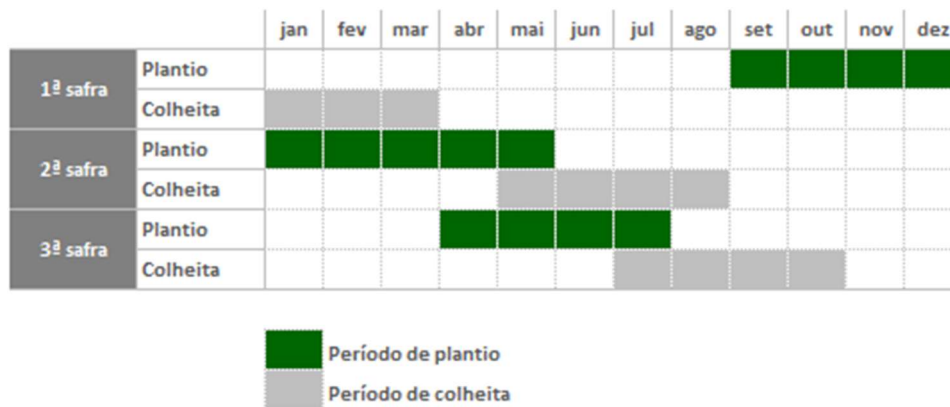 jan fev mar abr mai jun jul ago set out nov dez
1ª safra
Plantio
Colheita
2ª safra
Plantio
Colheita
3ª safra
Plantio
Colheita
Período de plantio
Período de colheita